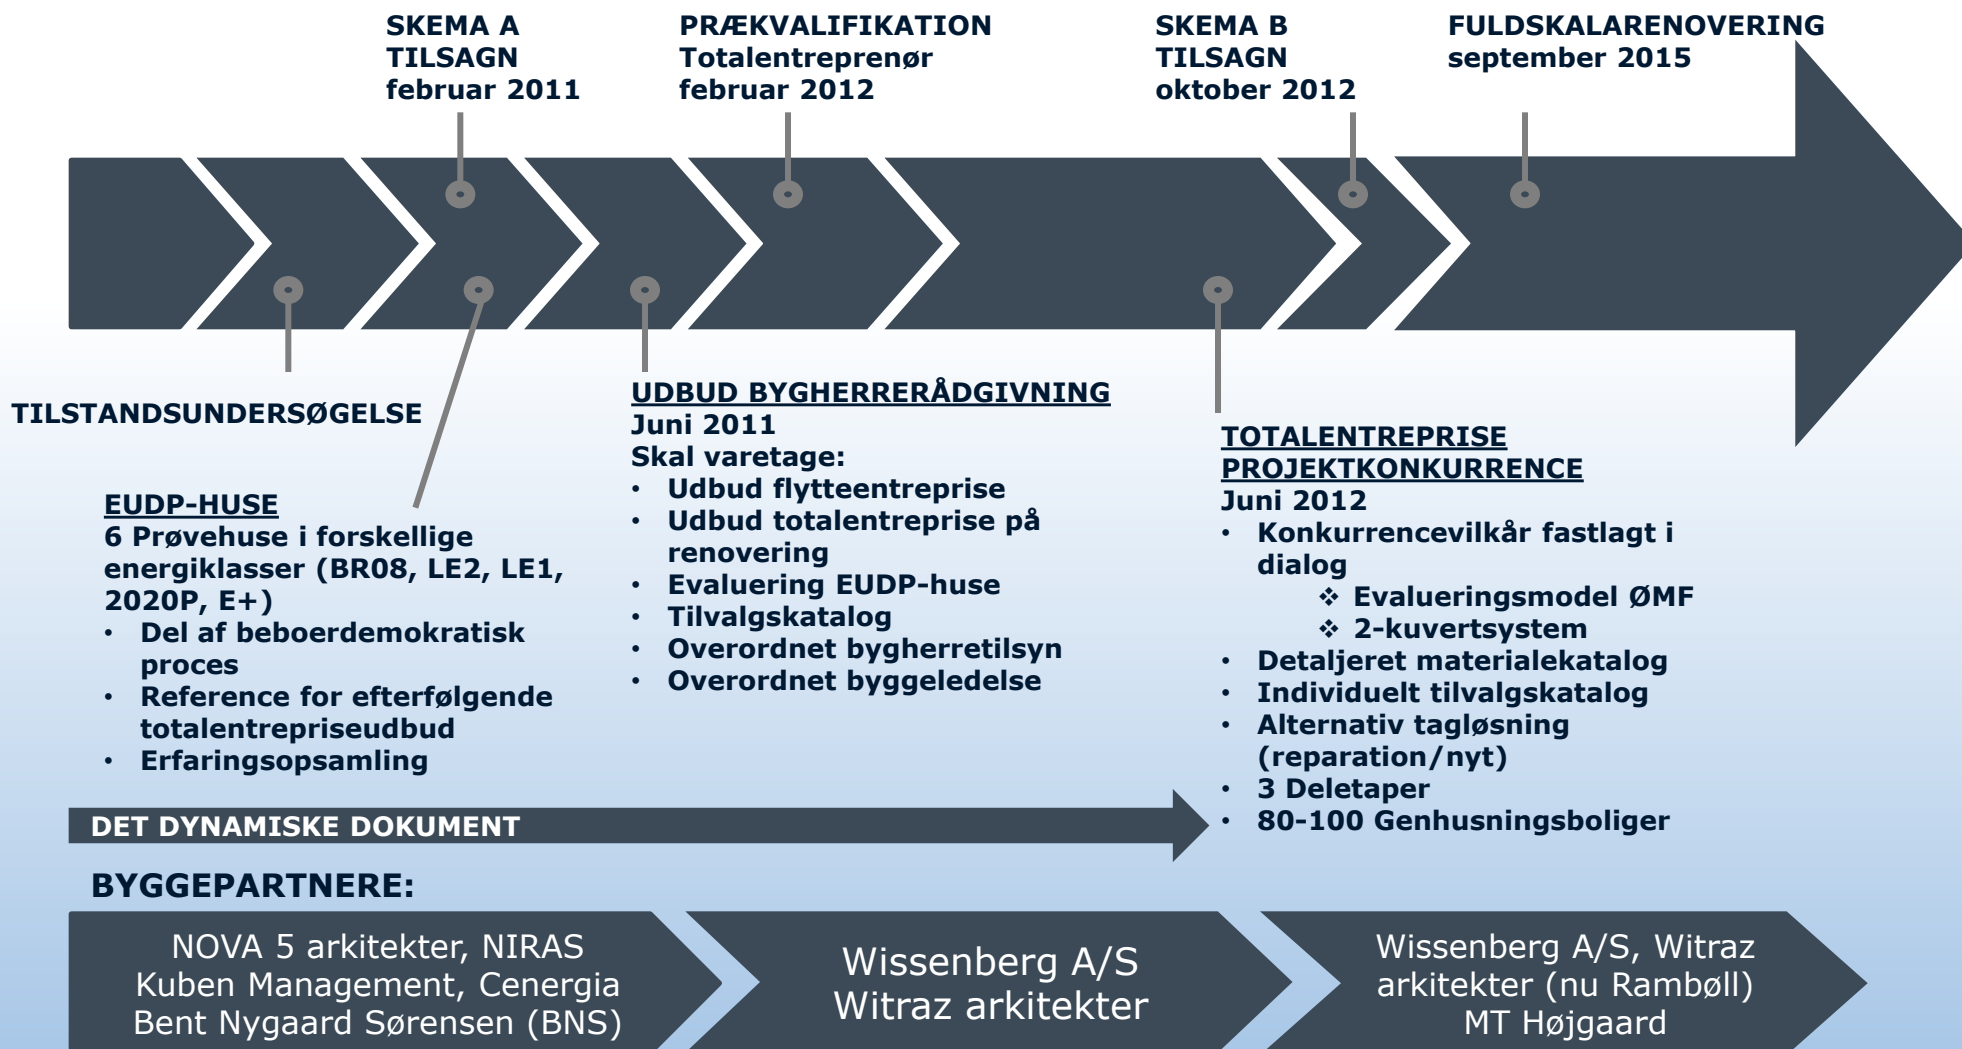 SKEMA A
TILSAGN
februar 2011
PRÆKVALIFIKATION
Totalentreprenør
februar 2012
SKEMA B
TILSAGN
oktober 2012
FULDSKALARENOVERING
september 2015
TILSTANDSUNDERSØGELSE
EUDP-HUSE
6 Prøvehuse i forskellige
energiklasser (BR08, LE2, LE1,
2020P, E+)
• Del af beboerdemokratisk
proces
• Reference for efterfølgende
totalentrepriseudbud
• Erfaringsopsamling
UDBUD BYGHERRERÅDGIVNING
Juni 2011
Skal varetage:
• Udbud flytteentreprise
• Udbud totalentreprise på
renovering
• Evaluering EUDP-huse
• Tilvalgskatalog
• Overordnet bygherretilsyn
• Overordnet byggeledelse
TOTALENTREPRISE
PROJEKTKONKURRENCE
Juni 2012
• Konkurrencevilkår fastlagt i
dialog
❖ Evalueringsmodel ØMF
❖ 2-kuvertsystem
• Detaljeret materialekatalog
• Individuelt tilvalgskatalog
• Alternativ tagløsning
(reparation/nyt)
• 3 Deletaper
• 80-100 Genhusningsboliger
DET DYNAMISKE DOKUMENT
BYGGEPARTNERE:
NOVA 5 arkitekter, NIRAS
Kuben Management, Cenergia
Bent Nygaard Sørensen (BNS)
Wissenberg A/S
Witraz arkitekter
Wissenberg A/S, Witraz
arkitekter (nu Rambøll)
MT Højgaard